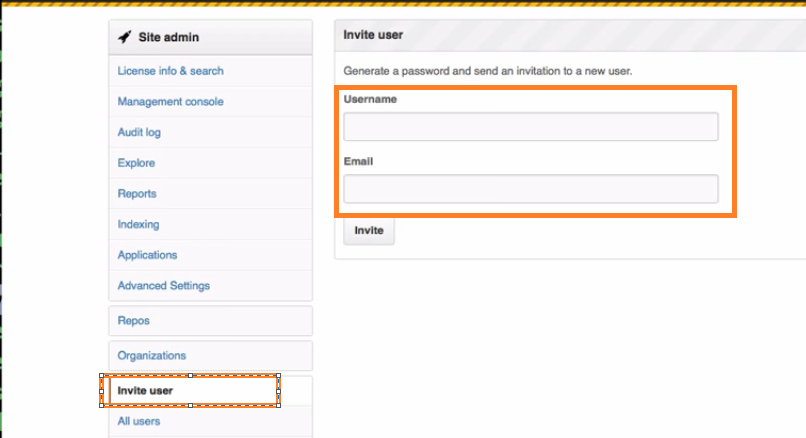 Site admin
License info & search
Management console
Audit log
Explore
Reports
Indexing
Applications
Advanced Settings
Repos
Organizations
Invite user
All users
Invite user
Generate a password and send an invitation to a new user.
Username
Email
Invite